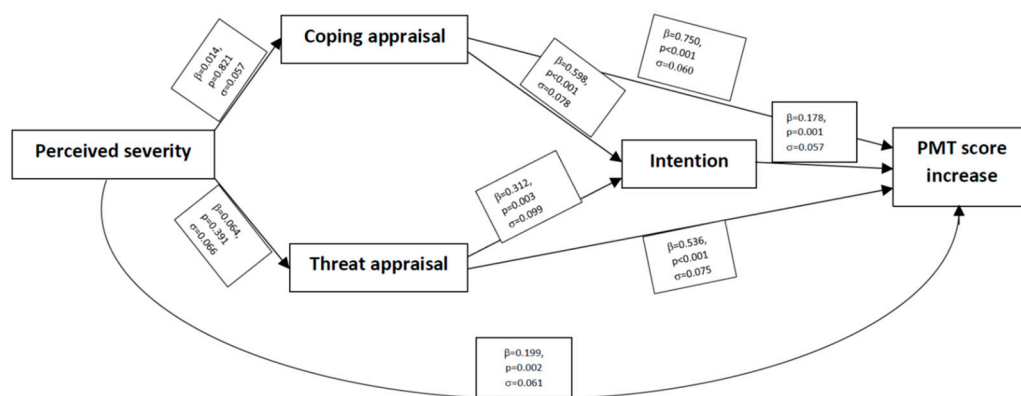 Coping appraisal
β=0.014,
p=0.821
σ=0.057
β=0.750,
p<0.001
σ=0.060
β=0.598,
p<0.001
σ=0.078
β=0.178,
p=0.001
σ=0.057
Perceived severity
Intention
PMT score
increase
β=0.312,
p=0.003
σ=0.099
β=0.064,
p=0.391
σ=0.066
Threat appraisal
β=0.536,
p<0.001
σ=0.075
β=0.199,
p=0.002
σ=0.061